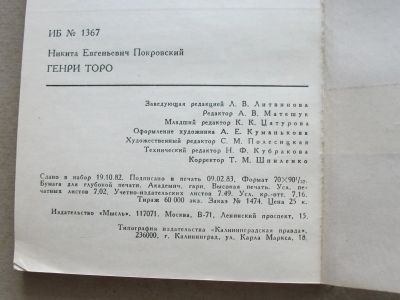 ИБ № 1367
Никита Евгеньевич Покровский
ГЕНРИ ТОРО
Заведующая редакцией Л. В. Литвинова
Редактор А. В. Матешук
Младший редактор К. К. Цатурова
Оформление художника А. Е. Куманькова
Художественный редактор С. М. Полесицкая
Технический редактор Н. Ф. Кубракова
Корректор Т. М. Шпиленко
Сдано в набор 19.10.82. Подписано в печать 09.02.83. Формат 70×90¹/₃₂.
Бумага для глубокой печати. Академич. гарн. Высокая печать. Усл. пе-
чатных листов 7,02. Учетно-издательских листов 7.49. Усл. кр.-отт. 7,16.
Тираж 60 000 экз. Заказ № 1474. Цена 25 к.
Издательство «Мысль». 117071. Москва, В-71, Ленинский проспект, 15.
Типография издательства «Калининградская правда»,
236000, г. Калининград, ул. Карла Маркса, 18